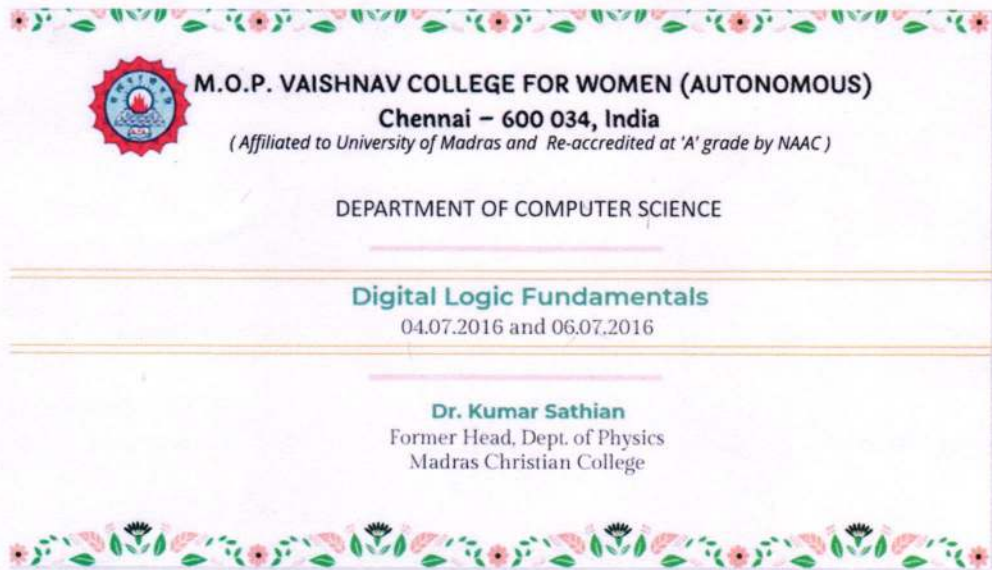 M.O.P. VAISHNAV COLLEGE FOR WOMEN (AUTONOMOUS)
Chennai – 600 034, India
( Affiliated to University of Madras and Re-accredited at 'A' grade by NAAC )
DEPARTMENT OF COMPUTER SCIENCE
Digital Logic Fundamentals
04.07.2016 and 06.07.2016
Dr. Kumar Sathian
Former Head, Dept. of Physics
Madras Christian College